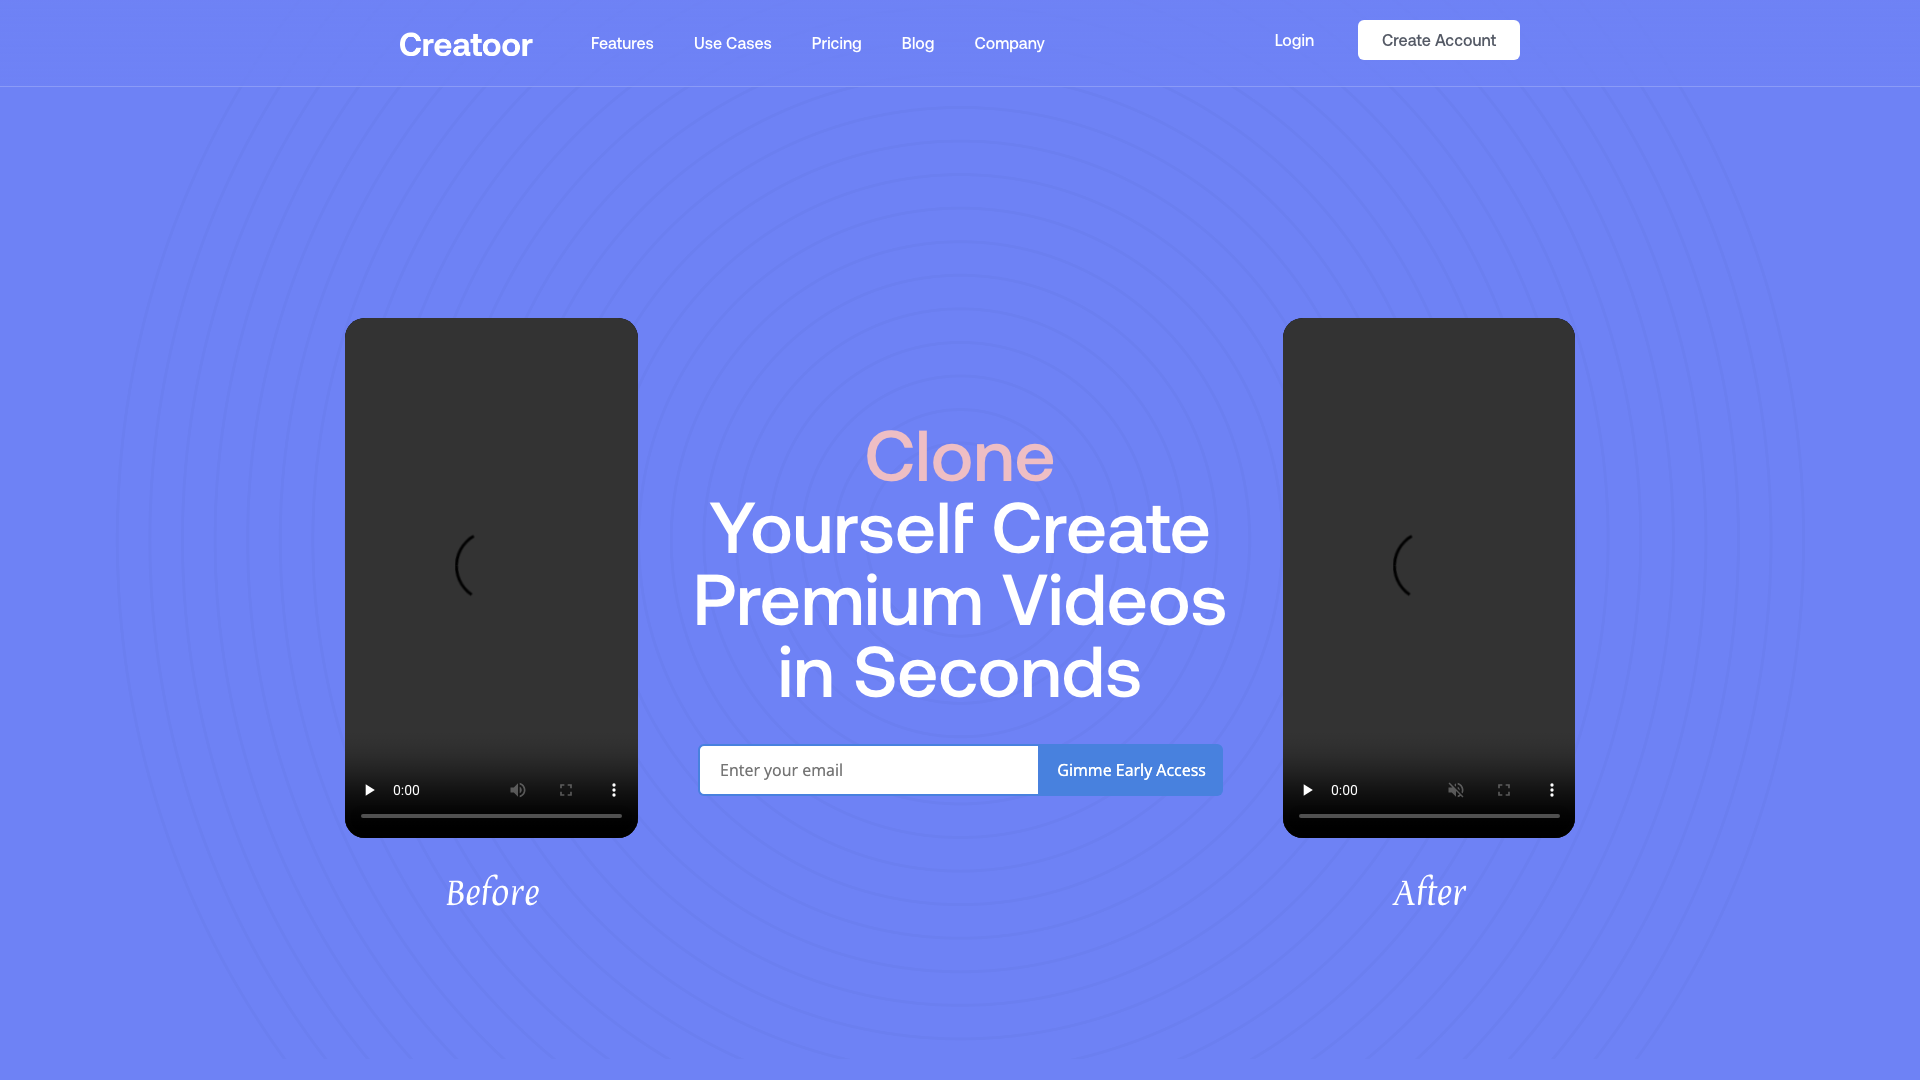 Creatoor
Features
Use Cases
Pricing
Blog
Company
Login
Create Account
Clone
Yourself Create
Premium Videos
in Seconds
Enter your email
Gimme Early Access
0:00
0:00
Before
After